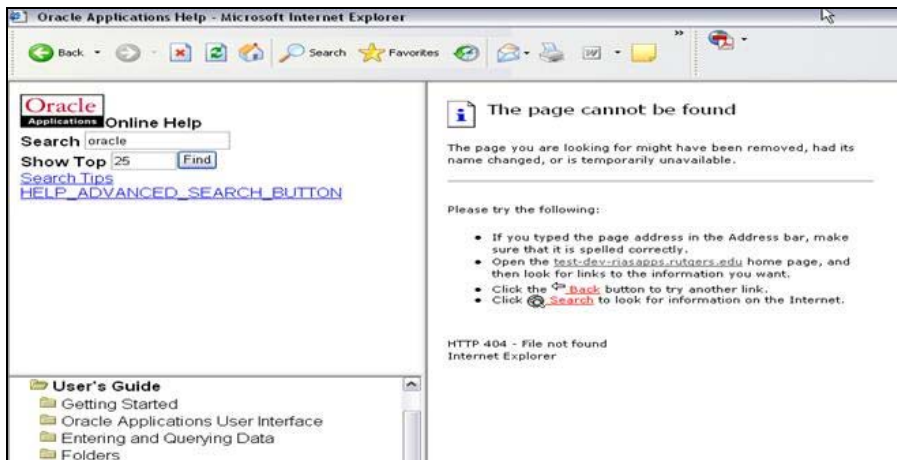 Oracle Applications Help - Microsoft Internet Explorer
Back
Search
Favorites
Oracle
Applications Online Help
Search oracle
Show Top 25 Find
Search Tips
HELP_ADVANCED_SEARCH_BUTTON
User's Guide
Getting Started
Oracle Applications User Interface
Entering and Querying Data
Folders
The page cannot be found
The page you are looking for might have been removed, had its
name changed, or is temporarily unavailable.
Please try the following:
• If you typed the page address in the Address bar, make
sure that it is spelled correctly.
• Open the test-dev-riasapps.rutgers.edu home page, and
then look for links to the information you want.
• Click the Back button to try another link.
• Click Search to look for information on the Internet.
HTTP 404 - File not found
Internet Explorer